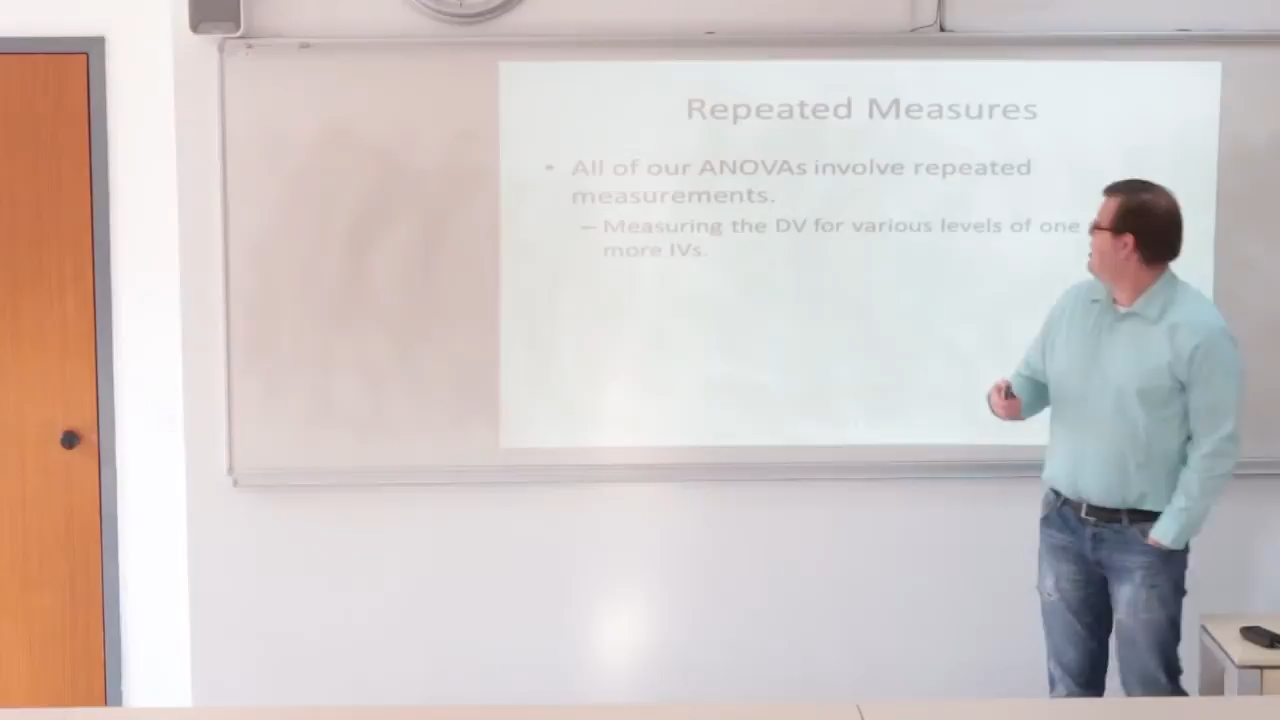 Repeated Measures
• All of our ANOVAs involve repeated
measurements.
– Measuring the DV for various levels of one
more IVs.